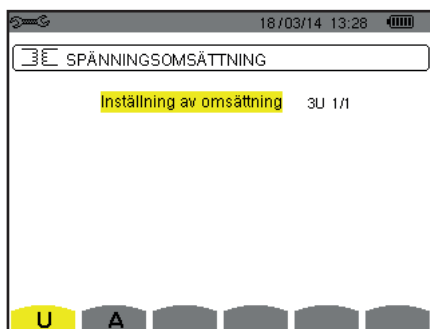 18/03/14 13:28
SPÄNNINGSOMSÄTTNING
Inställning av omsättning 3U 1/1
U A